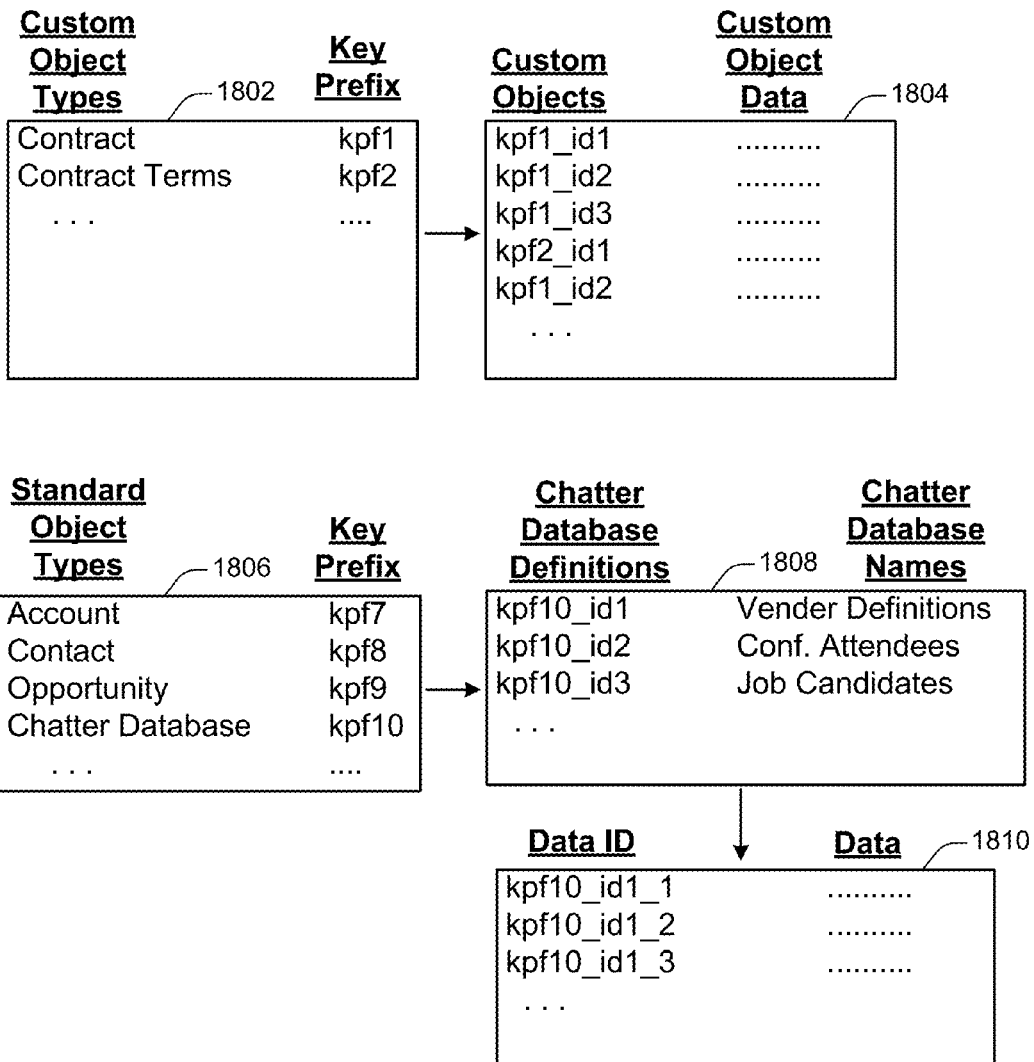 Custom Object Types
Key Prefix
1802
Contract kpf1
Contract Terms kpf2
. . . ....
Custom Objects
Custom Object Data
1804
kpf1_id1 ..........
kpf1_id2 ..........
kpf1_id3 ..........
kpf2_id1 ..........
kpf1_id2 ..........
. . .
Standard Object Types
Key Prefix
1806
Account kpf7
Contact kpf8
Opportunity kpf9
Chatter Database kpf10
. . . ....
Chatter Database Definitions
Chatter Database Names
1808
kpf10_id1 Vender Definitions
kpf10_id2 Conf. Attendees
kpf10_id3 Job Candidates
. . .
Data ID Data
1810
kpf10_id1_1 ..........
kpf10_id1_2 ..........
kpf10_id1_3 ..........
. . .